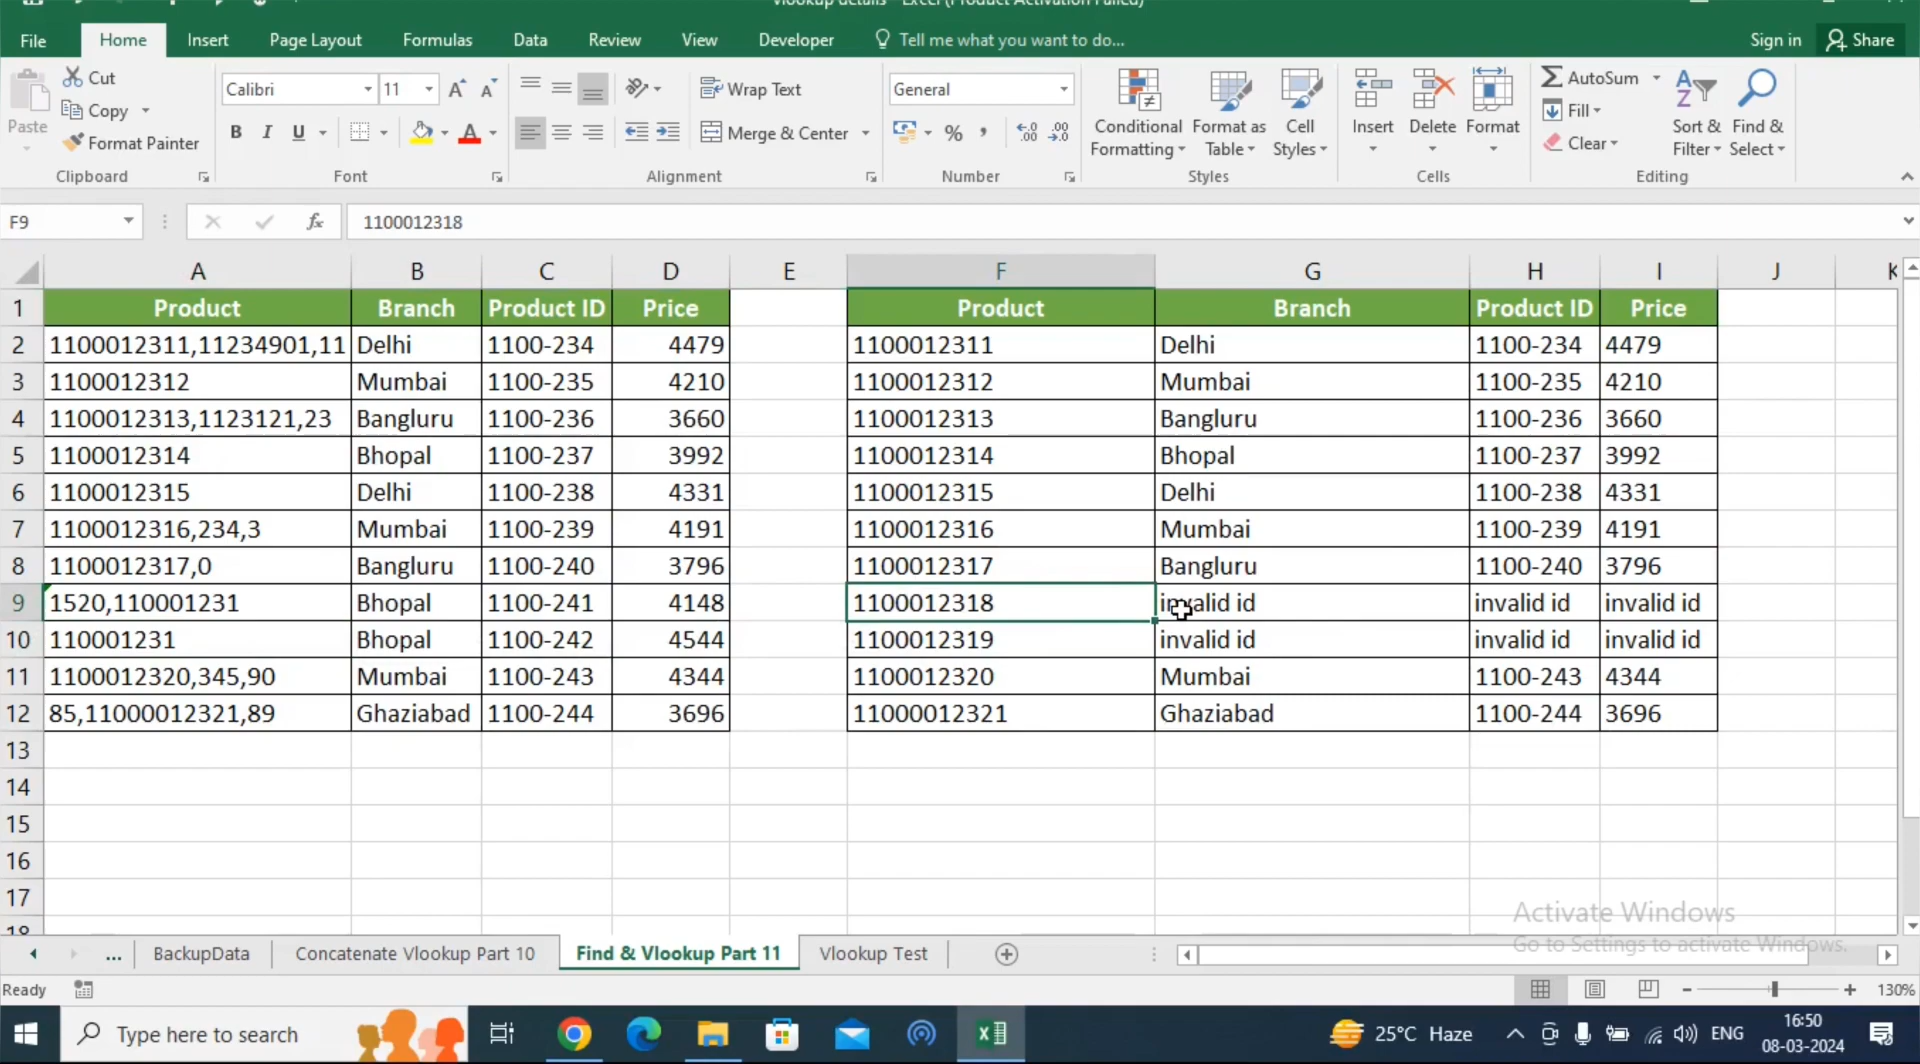 Vlookup details - Excel (Product Activation Failed)
File Home Insert Page Layout Formulas Data Review View Developer Tell me what you want to do... Sign in Share
Paste Cut Copy Format Painter Clipboard
Calibri 11 B I U A Font
Wrap Text Merge & Center Alignment
General % Number
Conditional Formatting Format as Table Cell Styles Styles
Insert Delete Format Cells
AutoSum Fill Clear Sort & Filter Find & Select Editing
F9 fx 1100012318
A B C D E F G H I J K
1 Product Branch Product ID Price Product Branch Product ID Price
2 1100012311,11234901,11 Delhi 1100-234 4479 1100012311 Delhi 1100-234 4479
3 1100012312 Mumbai 1100-235 4210 1100012312 Mumbai 1100-235 4210
4 1100012313,1123121,23 Bangluru 1100-236 3660 1100012313 Bangluru 1100-236 3660
5 1100012314 Bhopal 1100-237 3992 1100012314 Bhopal 1100-237 3992
6 1100012315 Delhi 1100-238 4331 1100012315 Delhi 1100-238 4331
7 1100012316,234,3 Mumbai 1100-239 4191 1100012316 Mumbai 1100-239 4191
8 1100012317,0 Bangluru 1100-240 3796 1100012317 Bangluru 1100-240 3796
9 1520,110001231 Bhopal 1100-241 4148 1100012318 invalid id invalid id invalid id
10 110001231 Bhopal 1100-242 4544 1100012319 invalid id invalid id invalid id
11 1100012320,345,90 Mumbai 1100-243 4344 1100012320 Mumbai 1100-243 4344
12 85,11000012321,89 Ghaziabad 1100-244 3696 11000012321 Ghaziabad 1100-244 3696
13
14
15
16
17
18
Activate Windows
Go to Settings to activate Windows.
... BackupData Concatenate Vlookup Part 10 Find & Vlookup Part 11 Vlookup Test
Ready 130%
Type here to search 25°C Haze ENG 16:50
08-03-2024